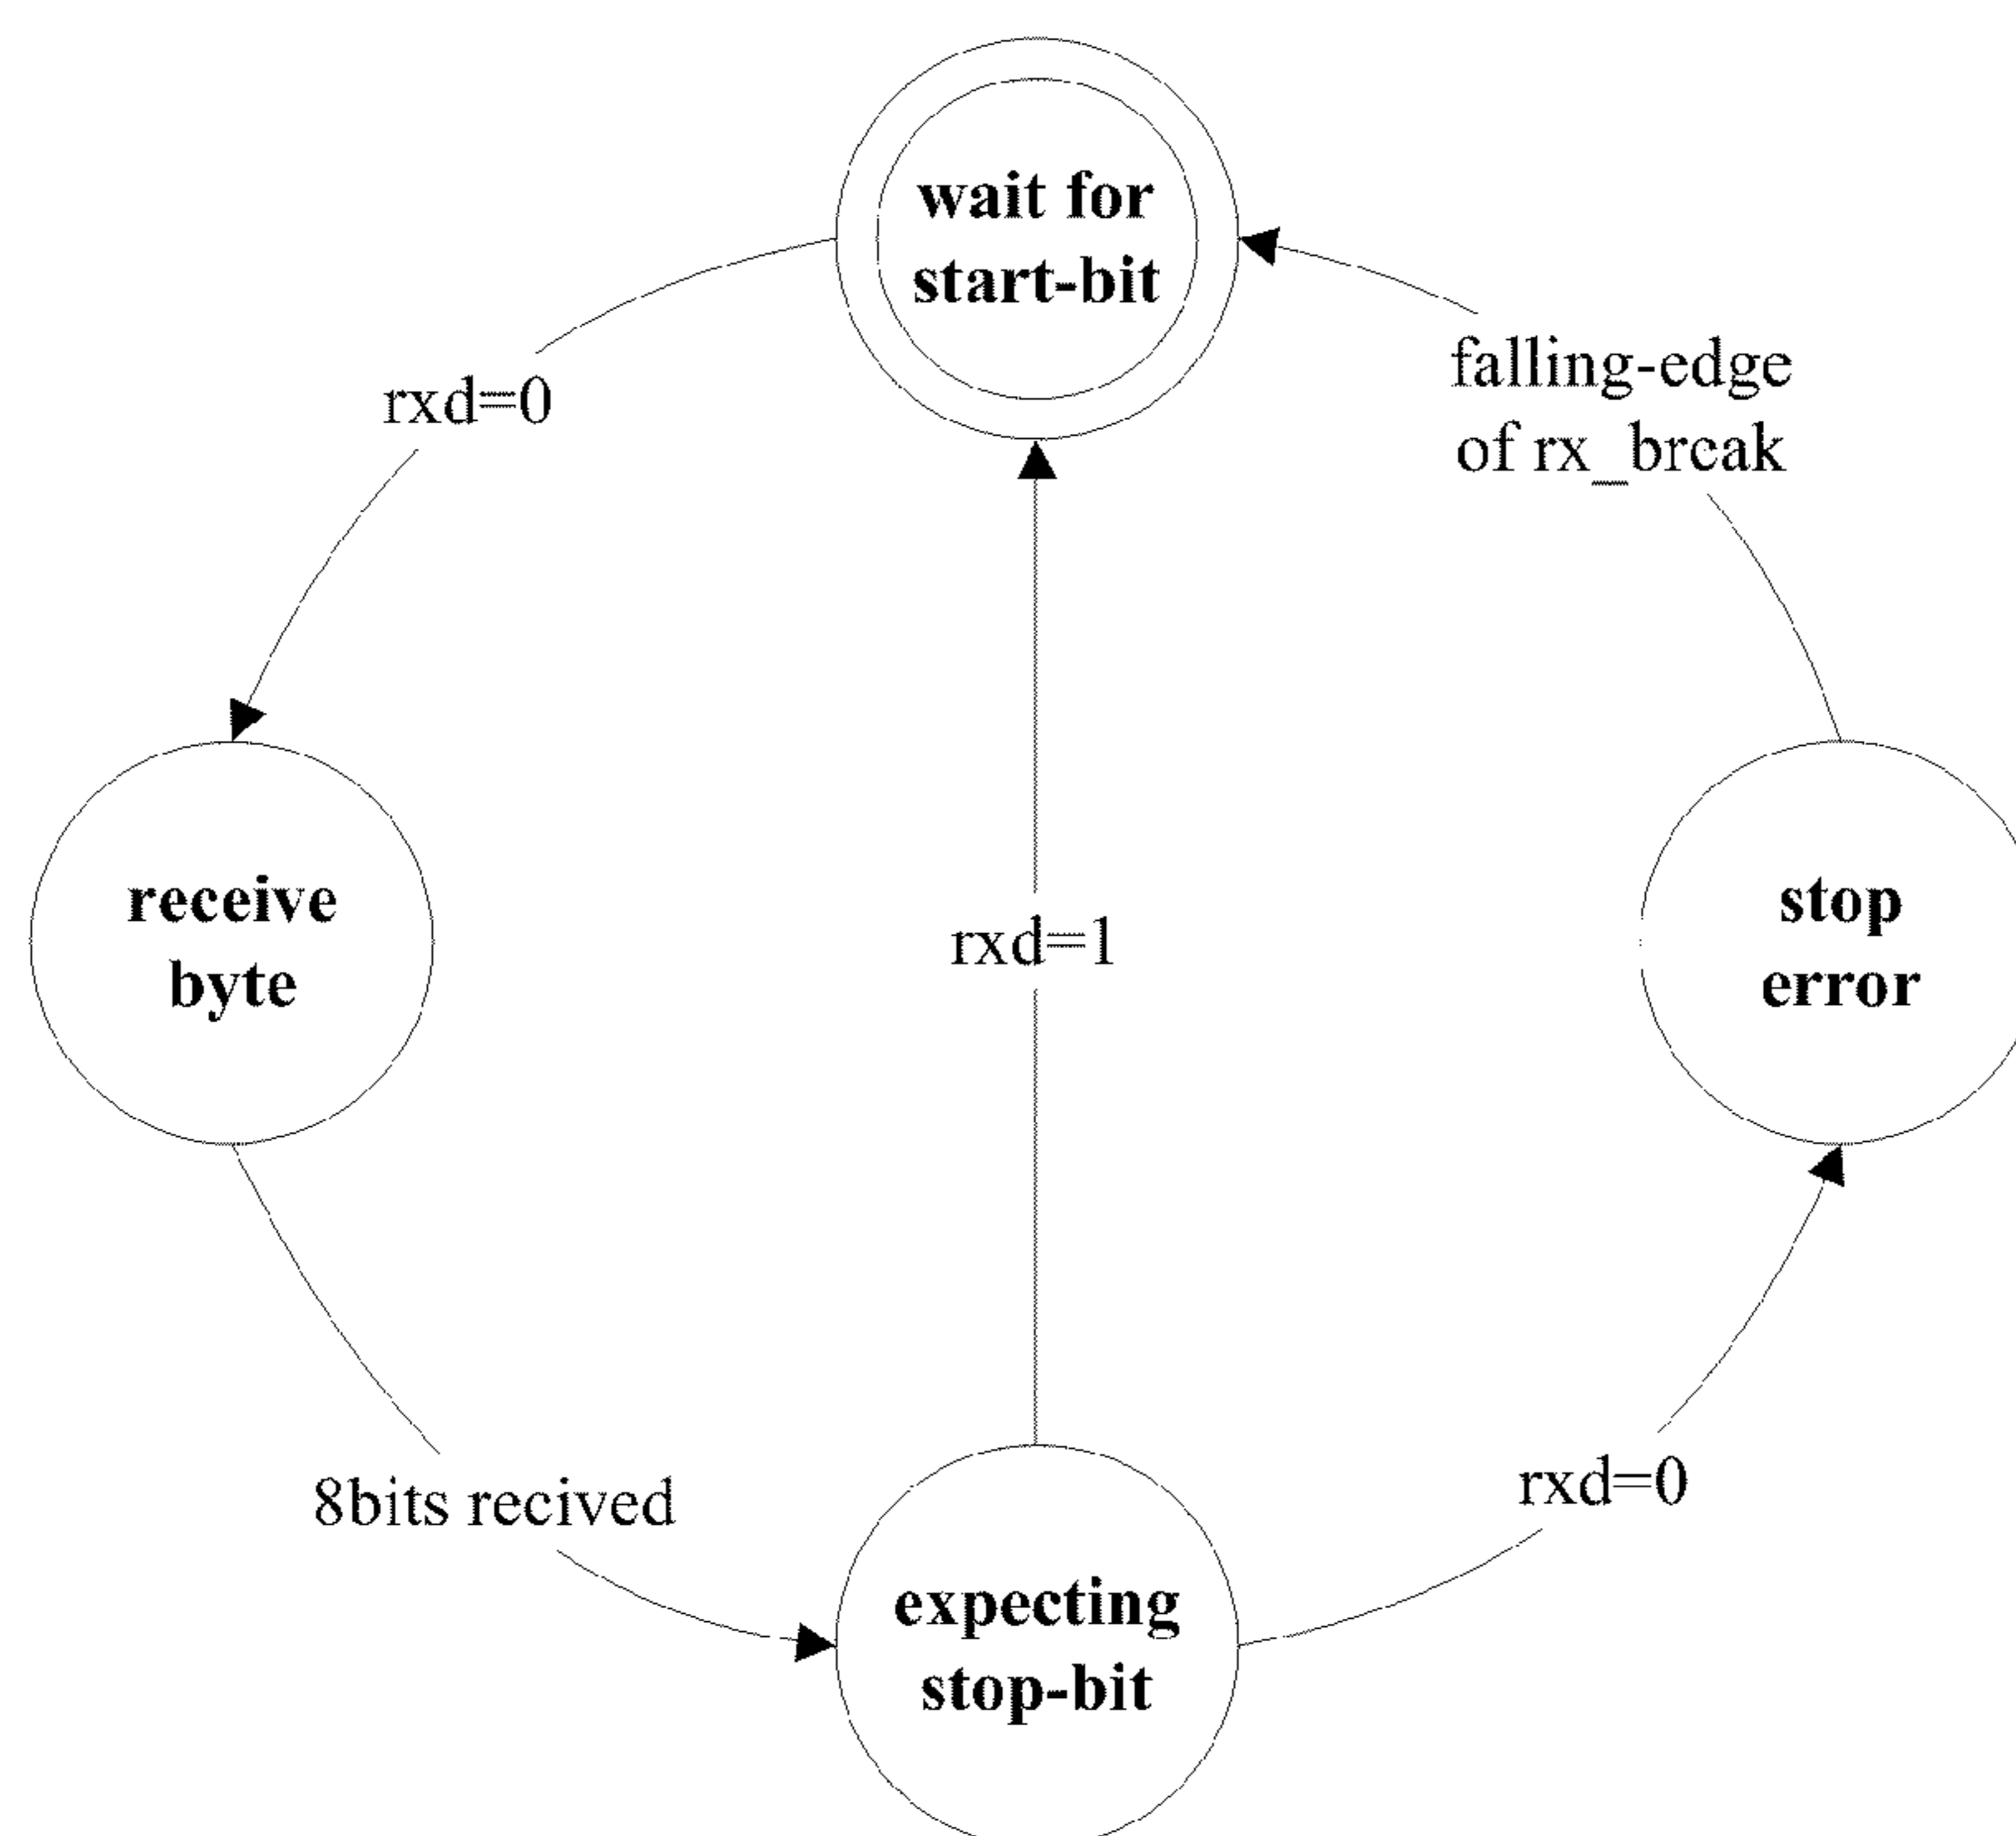 wait for
start-bit
rxd=0
falling-edge
of rx_break
receive
byte
rxd=1
stop
error
8bits recived
rxd=0
expecting
stop-bit